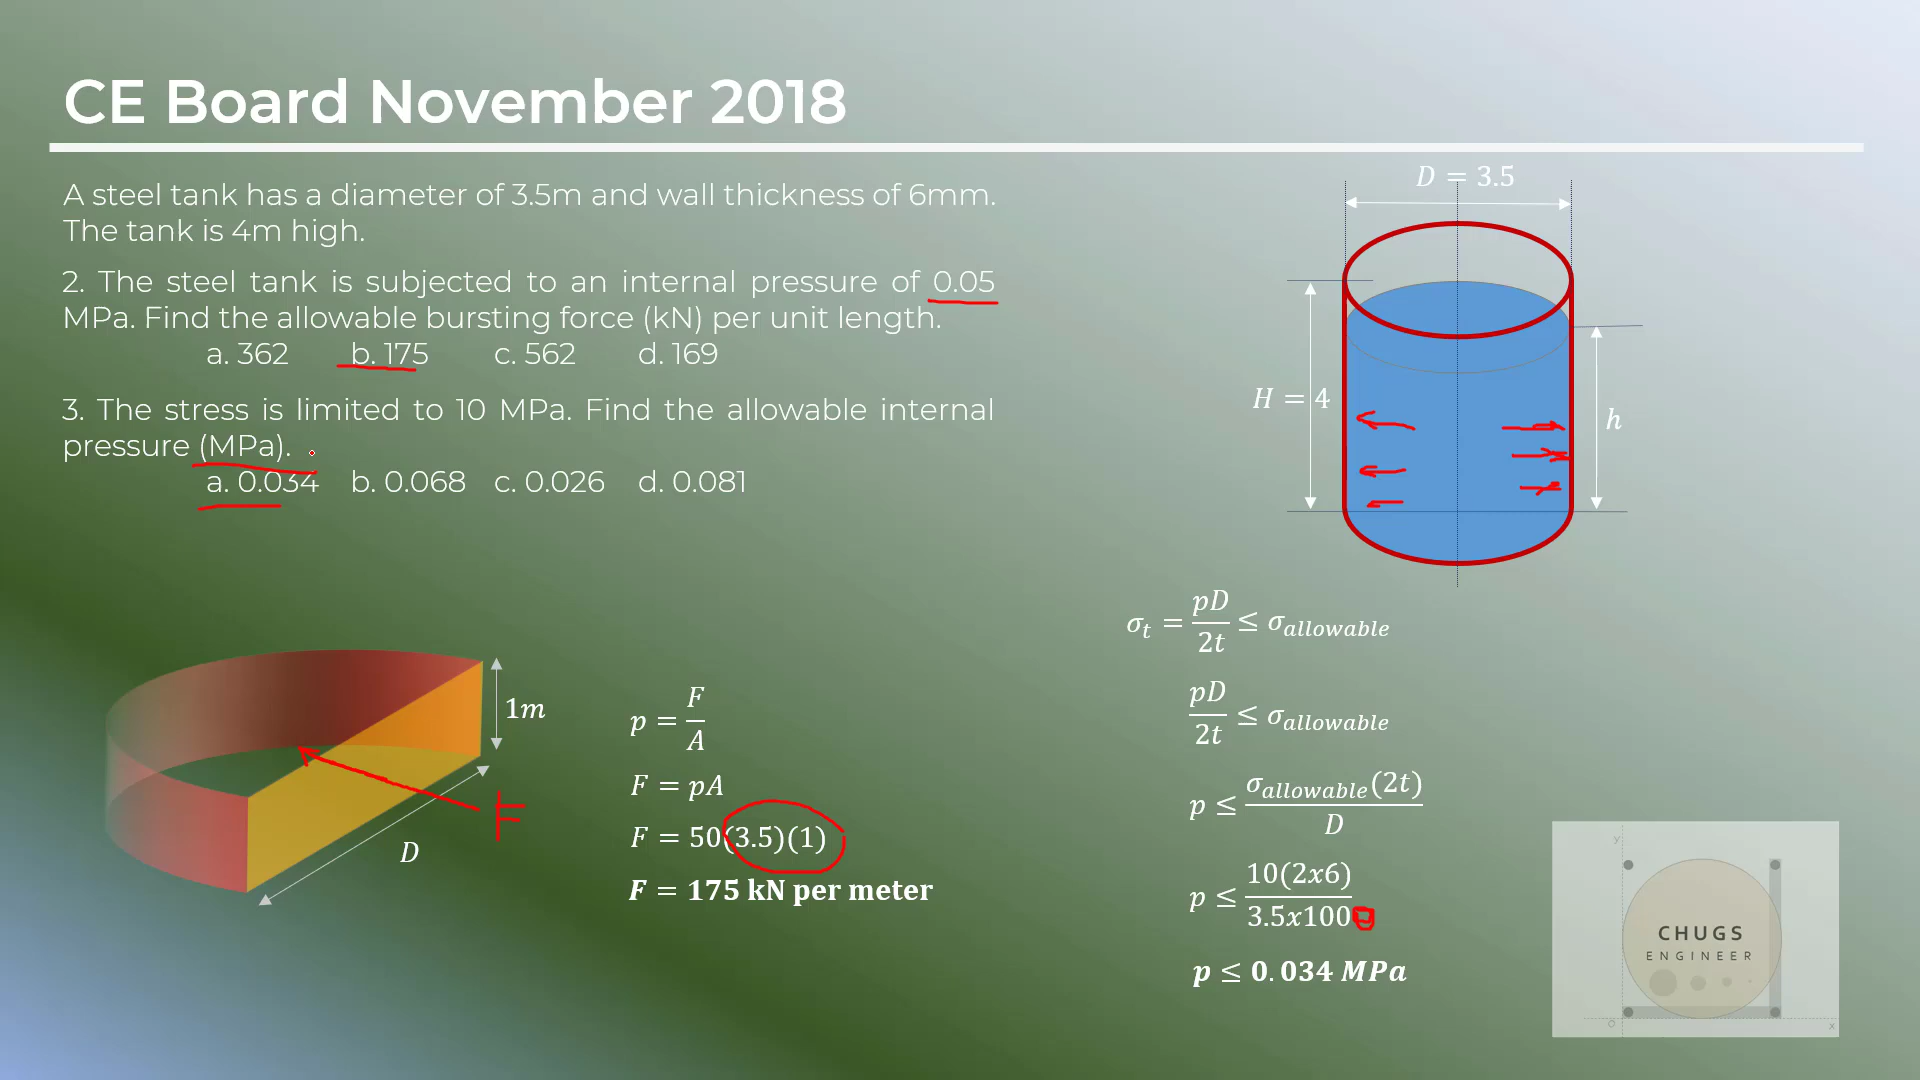 CE Board November 2018
A steel tank has a diameter of 3.5m and wall thickness of 6mm.
The tank is 4m high.
2. The steel tank is subjected to an internal pressure of 0.05
MPa. Find the allowable bursting force (kN) per unit length.
a. 362 b. 175 c. 562 d. 169
3. The stress is limited to 10 MPa. Find the allowable internal
pressure (MPa).
a. 0.034 b. 0.068 c. 0.026 d. 0.081
D = 3.5
H = 4
h
1m
D
F
p = F/A
F = pA
F = 50(3.5)(1)
F = 175 kN per meter
σt = pD/2t ≤ σallowable
pD/2t ≤ σallowable
p ≤ σallowable(2t)/D
p ≤ 10(2x6)/3.5x1000
p ≤ 0.034 MPa
y
CHUGS
ENGINEER
O
x